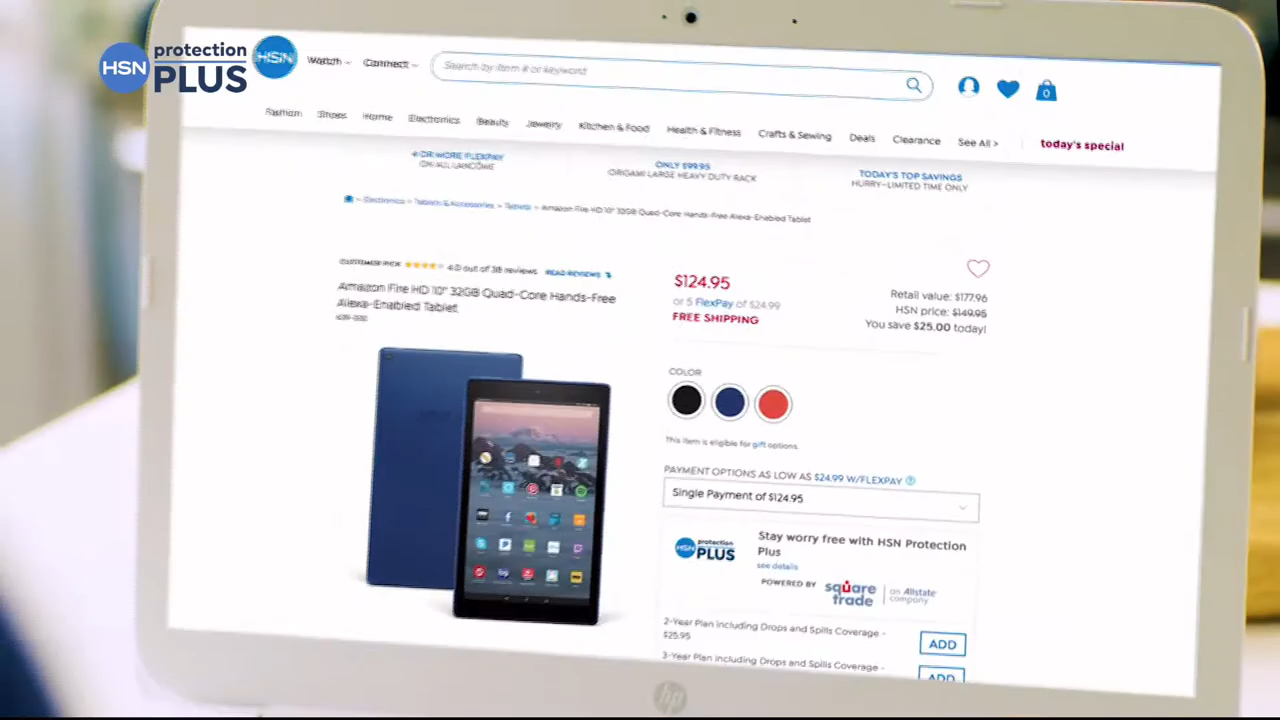 HSN protection PLUS
HSN Watch Connect Search by item # or keyword 0
Fashion Shoes Home Electronics Beauty Jewelry Kitchen & Food Health & Fitness Crafts & Sewing Deals Clearance See All > today's special
4 OR MORE FLEXPAY
ON ALL LANCÔME
ONLY $99.95
ORIGAMI LARGE HEAVY DUTY RACK
TODAY'S TOP SAVINGS
HURRY–LIMITED TIME ONLY
Electronics > Tablets & Accessories > Tablets > Amazon Fire HD 10" 32GB Quad-Core Hands-Free Alexa-Enabled Tablet
CUSTOMER PICK 4.0 out of 38 reviews READ REVIEWS
Amazon Fire HD 10" 32GB Quad-Core Hands-Free
Alexa-Enabled Tablet
$124.95
or 5 FlexPay of $24.99
FREE SHIPPING
Retail value: $177.96
HSN price: $149.95
You save $25.00 today!
COLOR
This item is eligible for gift options.
PAYMENT OPTIONS AS LOW AS $24.99 W/FLEXPAY ?
Single Payment of $124.95
HSN protection PLUS
Stay worry free with HSN Protection
Plus
see details
POWERED BY square trade an Allstate company
2-Year Plan including Drops and Spills Coverage -
$25.95
ADD
3-Year Plan including Drops and Spills Coverage -
ADD
hp